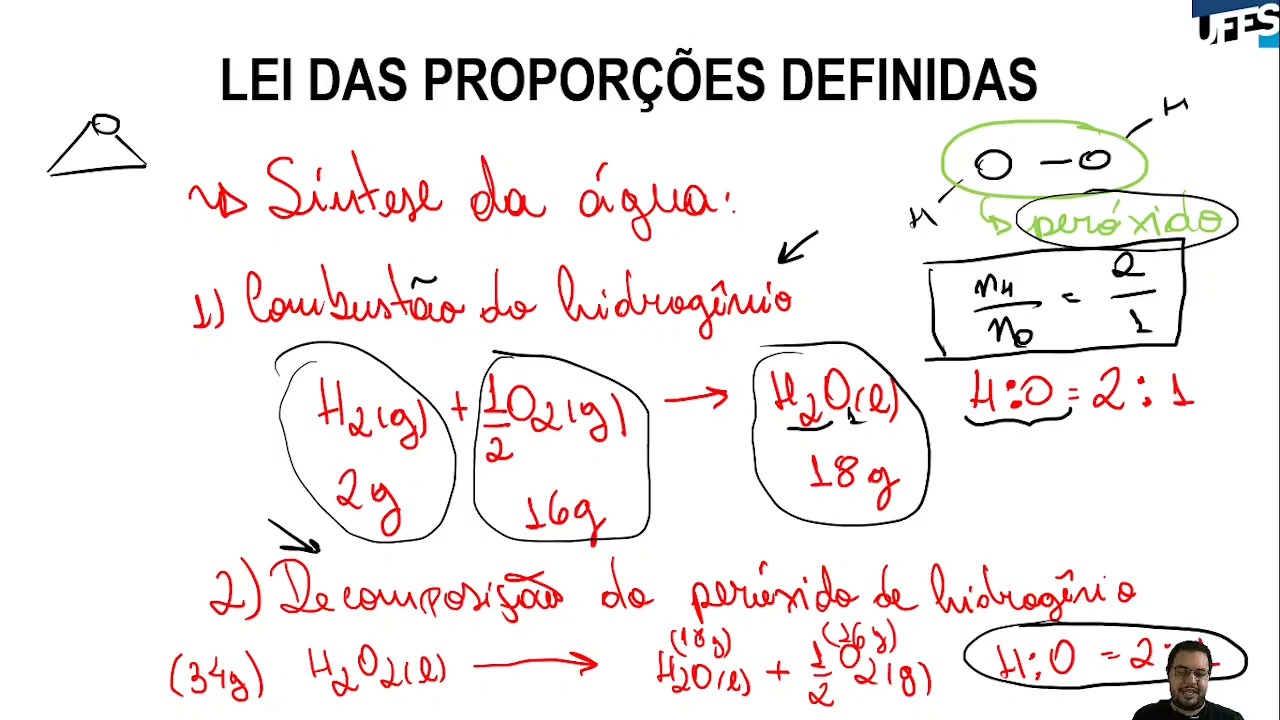 UFES
LEI DAS PROPORÇÕES DEFINIDAS
H
O - O
H
peróxido
Síntese da água:
1) Combustão do hidrogênio
nH/nO = 2/1
H2(g) + 1/2 O2(g) → H2O(l)
H:O = 2:1
2g 16g 18g
2) Decomposição do peróxido de hidrogênio
(18g) (16g)
(34g) H2O2(l) → H2O(l) + 1/2 O2(g)
H:O = 2:1